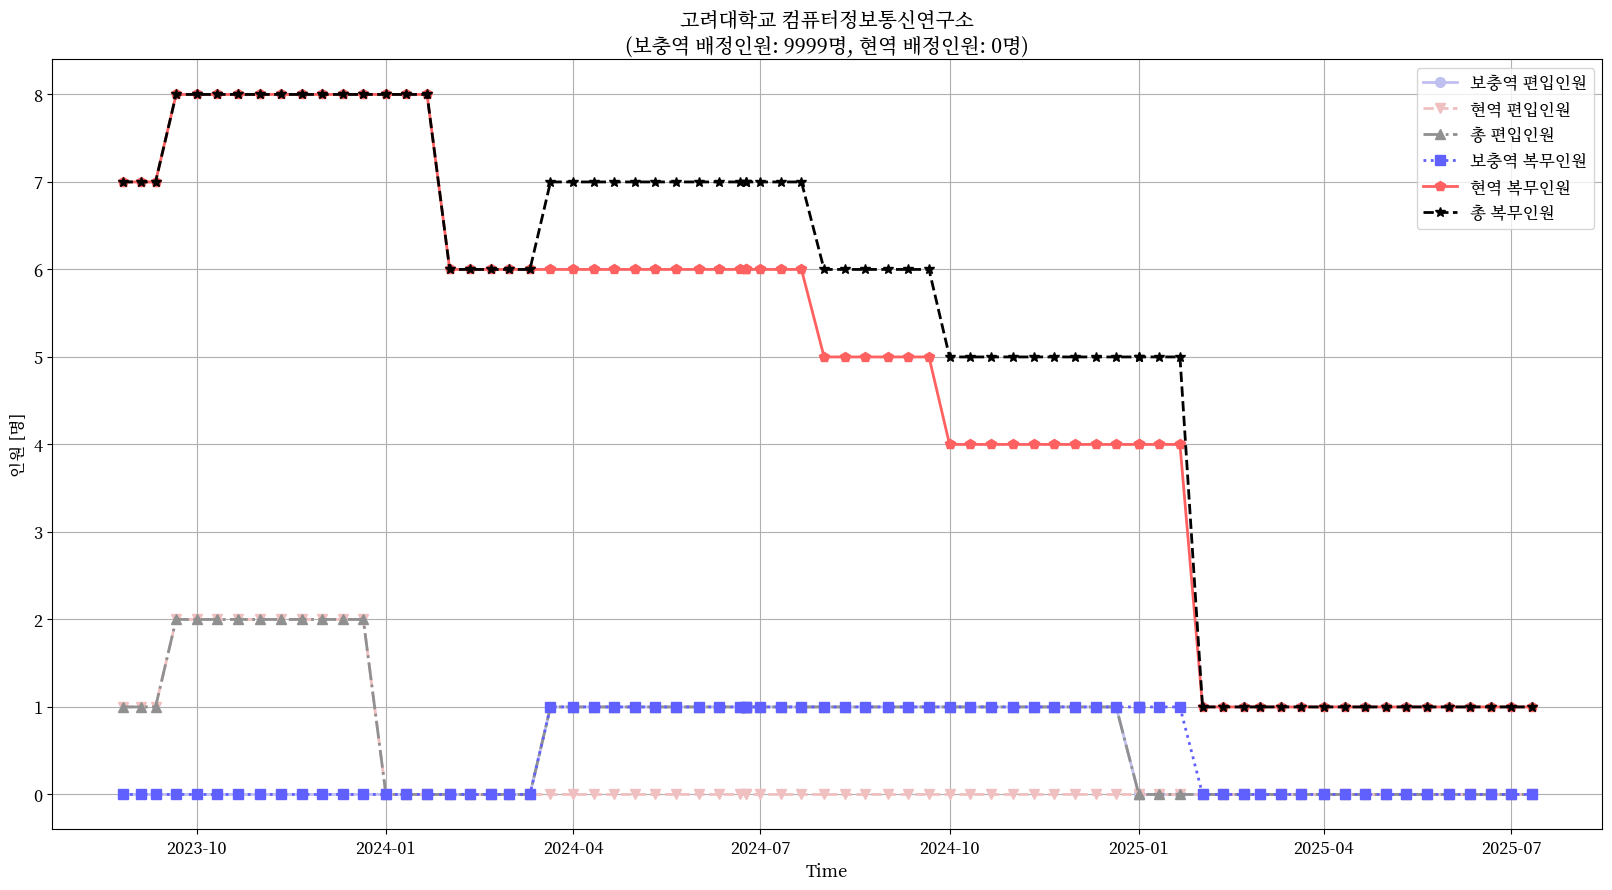 고려대학교 컴퓨터정보통신연구소
(보충역 배정인원: 9999명, 현역 배정인원: 0명)
보충역 편입인원
현역 편입인원
총 편입인원
보충역 복무인원
현역 복무인원
총 복무인원
인원 [명]
8
7
6
5
4
3
2
1
0
2023-10
2024-01
2024-04
2024-07
2024-10
2025-01
2025-04
2025-07
Time